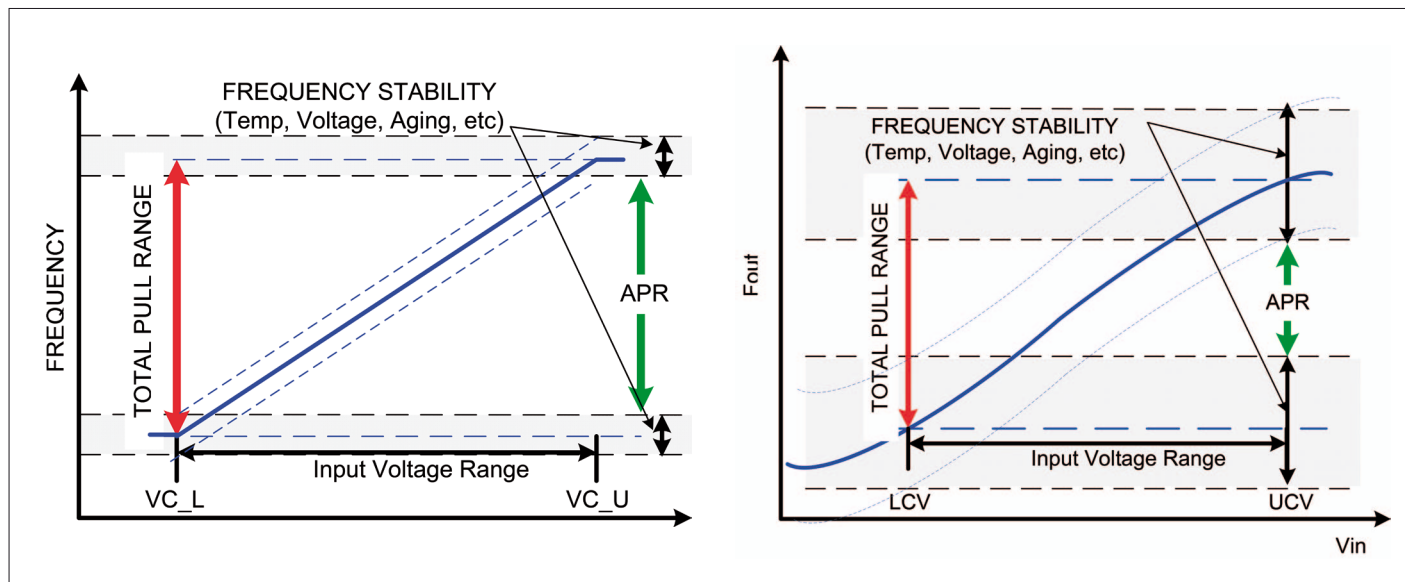 FREQUENCY STABILITY
(Temp, Voltage, Aging, etc)
FREQUENCY
TOTAL PULL RANGE
APR
Input Voltage Range
VC_L
VC_U
FREQUENCY STABILITY
(Temp, Voltage, Aging, etc)
Fout
TOTAL PULL RANGE
APR
Input Voltage Range
LCV
UCV
Vin